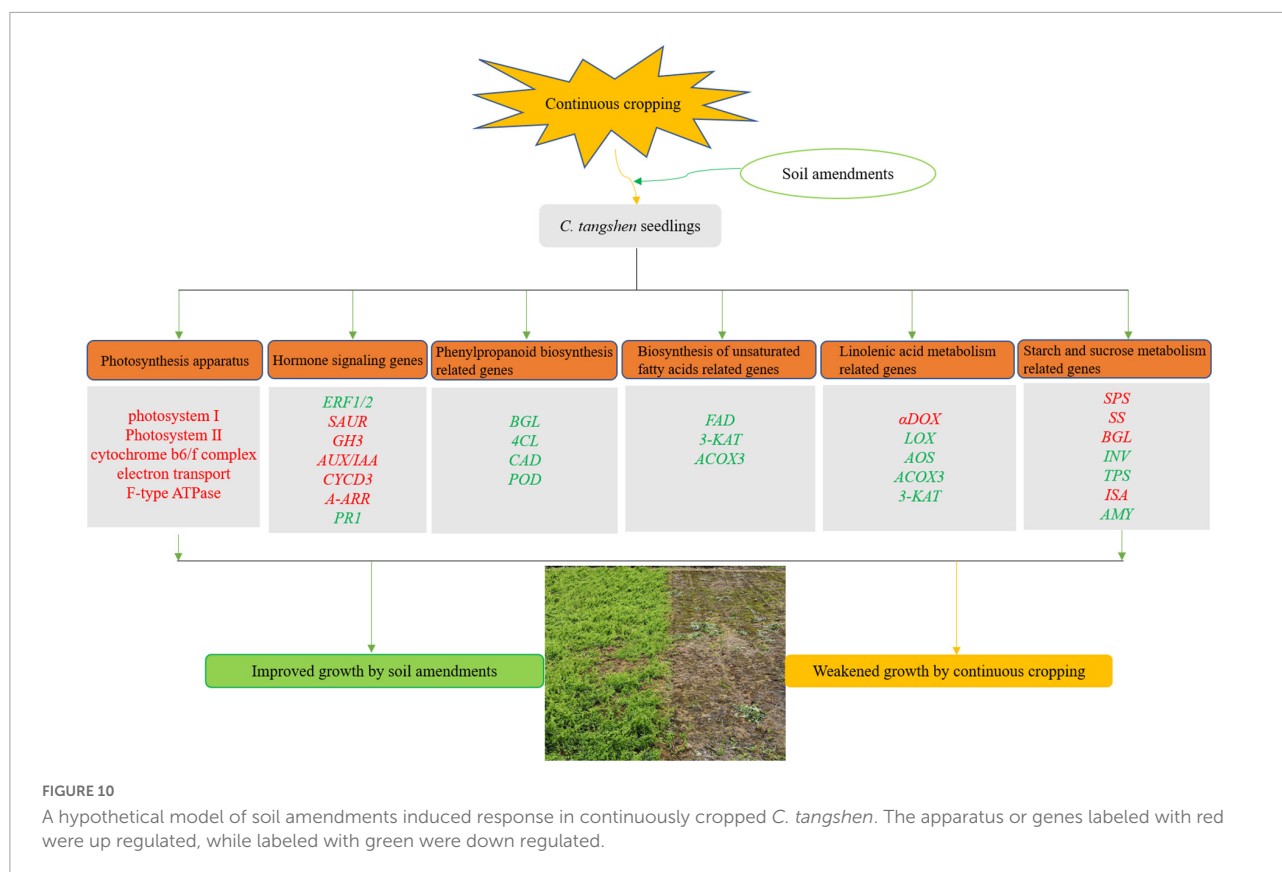 Continuous cropping
Soil amendments
C. tangshen seedlings
Photosynthesis apparatus
photosystem I
Photosystem II
cytochrome b6/f complex
electron transport
F-type ATPase
Hormone signaling genes
ERF1/2
SAUR
GH3
AUX/IAA
CYCD3
A-ARR
PR1
Phenylpropanoid biosynthesis
related genes
BGL
4CL
CAD
POD
Biosynthesis of unsaturated
fatty acids related genes
FAD
3-KAT
ACOX3
Linolenic acid metabolism
related genes
αDOX
LOX
AOS
ACOX3
3-KAT
Starch and sucrose metabolism
related genes
SPS
SS
BGL
INV
TPS
ISA
AMY
Improved growth by soil amendments
Weakened growth by continuous cropping
FIGURE 10
A hypothetical model of soil amendments induced response in continuously cropped C. tangshen. The apparatus or genes labeled with red
were up regulated, while labeled with green were down regulated.